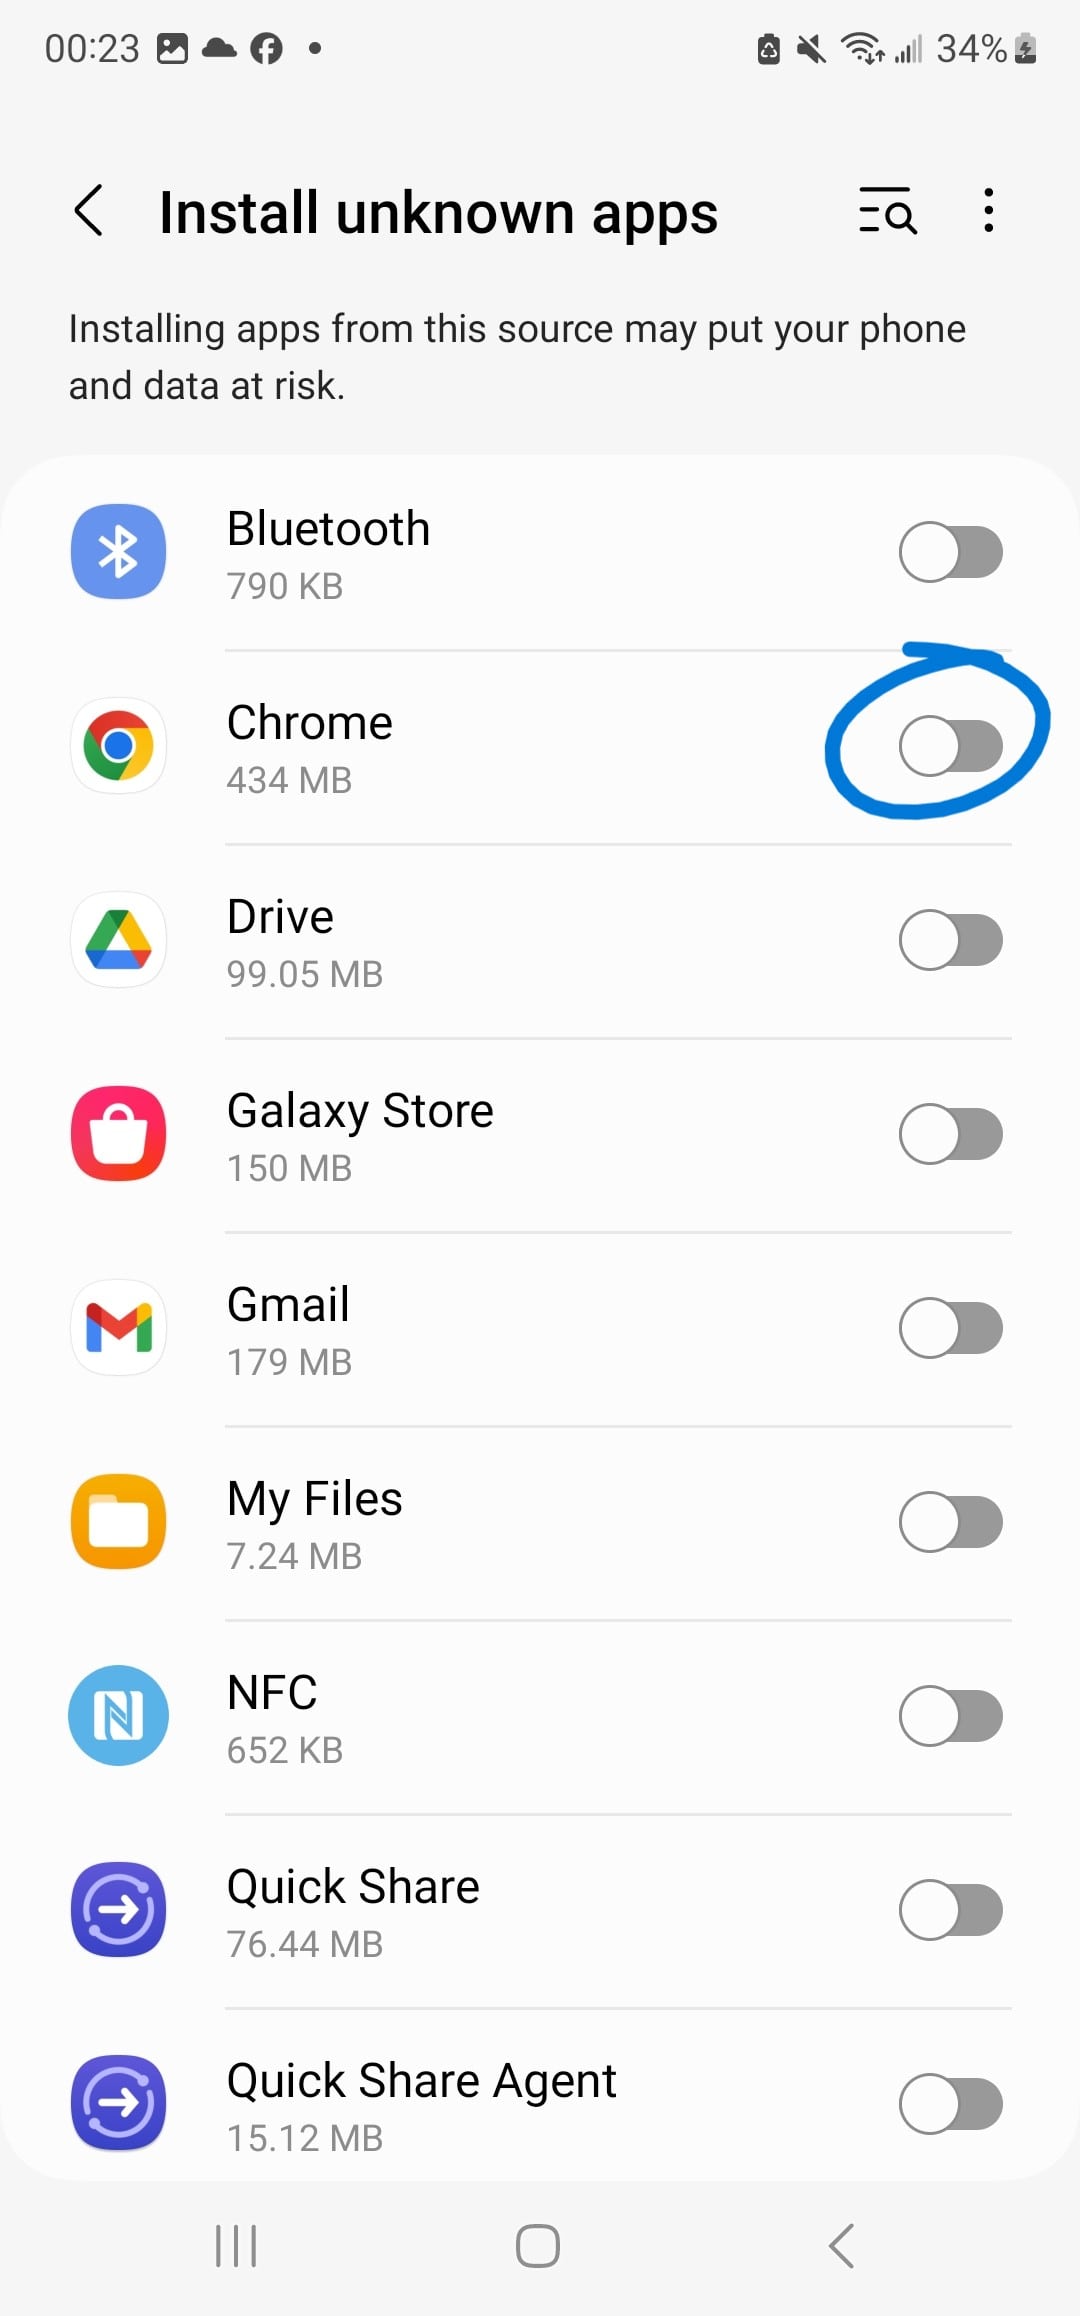 00:23 34%
Install unknown apps
Installing apps from this source may put your phone
and data at risk.
Bluetooth
790 KB
Chrome
434 MB
Drive
99.05 MB
Galaxy Store
150 MB
Gmail
179 MB
My Files
7.24 MB
NFC
652 KB
Quick Share
76.44 MB
Quick Share Agent
15.12 MB